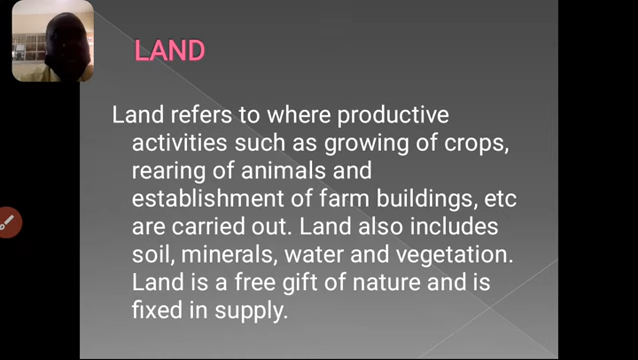 LAND
Land refers to where productive
activities such as growing of crops,
rearing of animals and
establishment of farm buildings, etc
are carried out. Land also includes
soil, minerals, water and vegetation.
Land is a free gift of nature and is
fixed in supply.